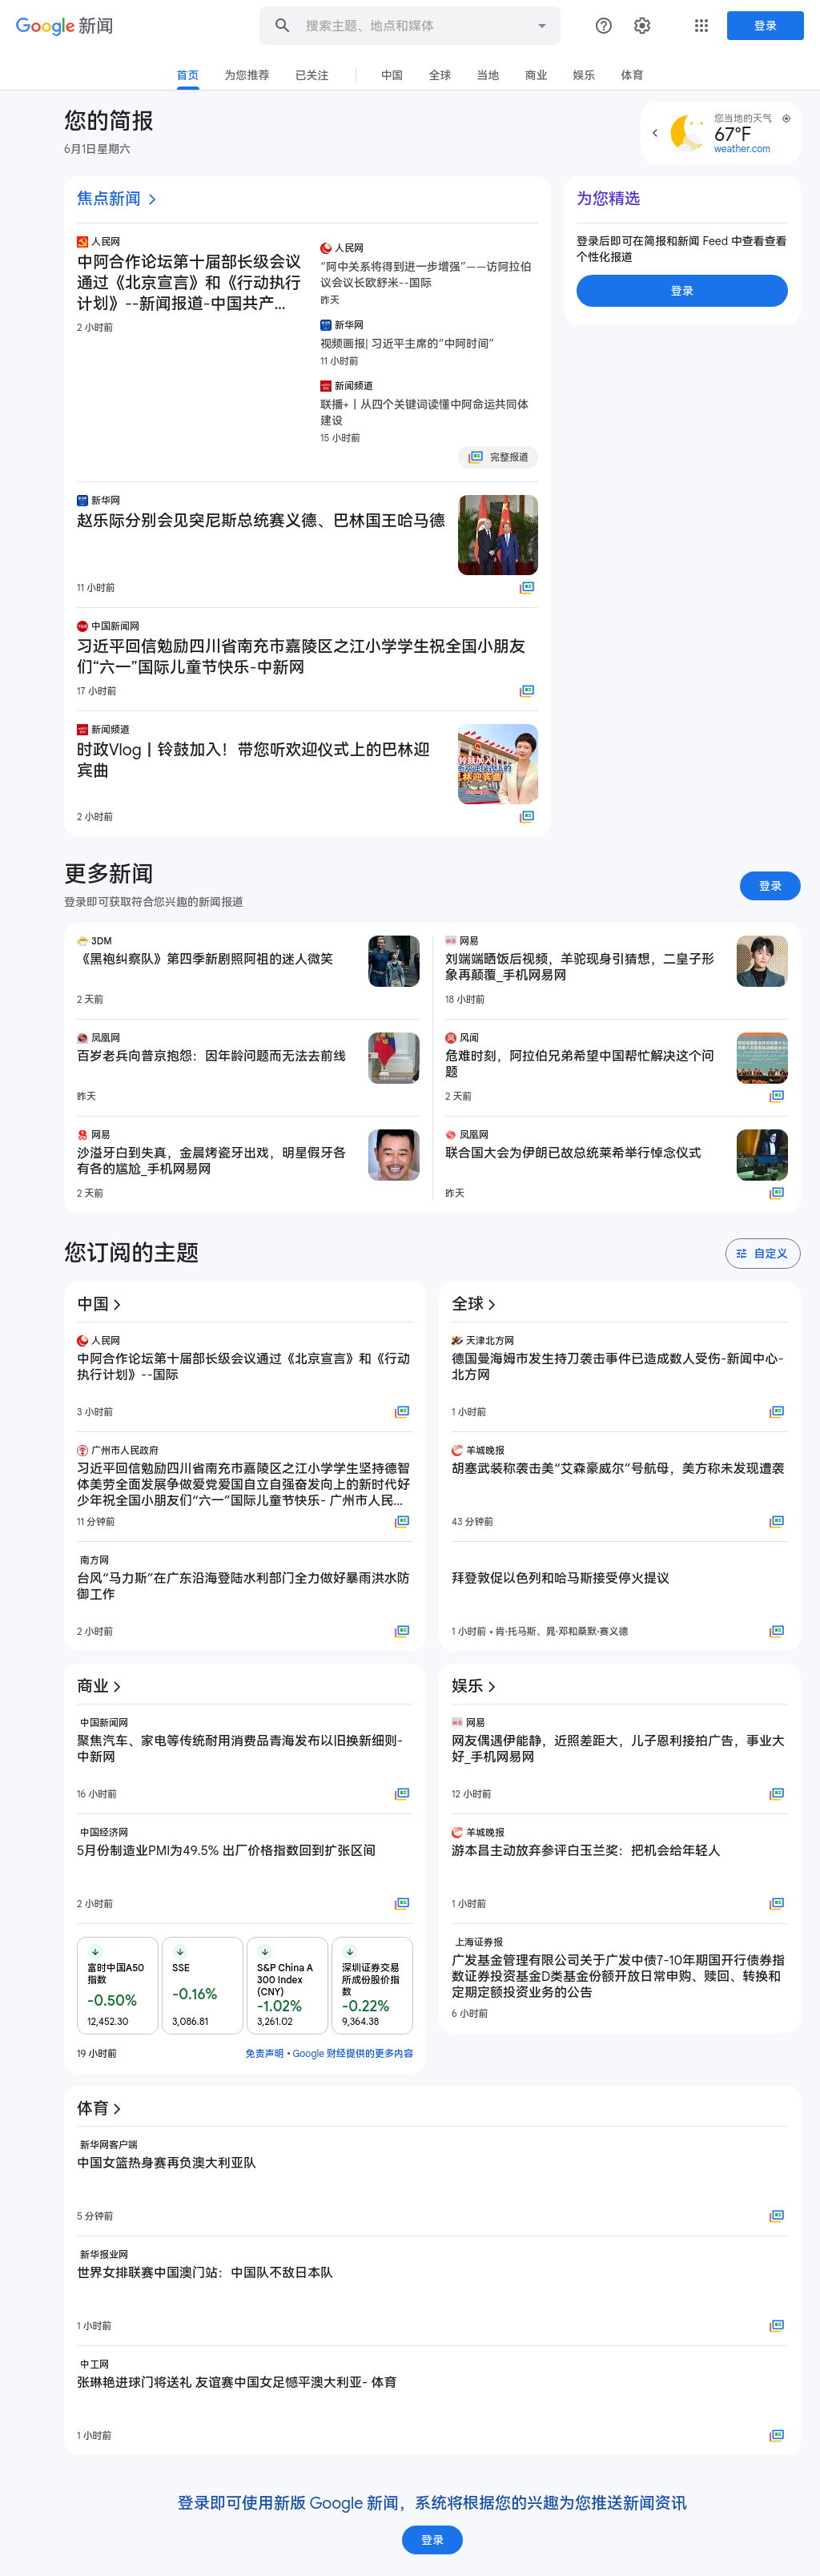 Google 新闻
搜索主题、地点和媒体
登录
首页
为您推荐
已关注
中国
全球
当地
商业
娱乐
体育
您的简报
6月1日星期六
您当地的天气
67°F
weather.com
焦点新闻
人民网
中阿合作论坛第十届部长级会议
通过《北京宣言》和《行动执行
计划》--新闻报道-中国共产...
2 小时前
人民网
“阿中关系将得到进一步增强”——访阿拉伯
议会议长欧舒米--国际
昨天
新华网
视频画报| 习近平主席的“中阿时间”
11 小时前
新闻频道
联播+丨从四个关键词读懂中阿命运共同体
建设
15 小时前
完整报道
新华网
赵乐际分别会见突尼斯总统赛义德、巴林国王哈马德
11 小时前
中国新闻网
习近平回信勉励四川省南充市嘉陵区之江小学学生祝全国小朋友
们“六一”国际儿童节快乐-中新网
17 小时前
新闻频道
时政Vlog丨铃鼓加入！带您听欢迎仪式上的巴林迎
宾曲
2 小时前
为您精选
登录后即可在简报和新闻 Feed 中查看查看
个性化报道
登录
更多新闻
登录即可获取符合您兴趣的新闻报道
登录
3DM
《黑袍纠察队》第四季新剧照阿祖的迷人微笑
2 天前
网易
刘端端晒饭后视频，羊驼现身引猜想，二皇子形
象再颠覆_手机网易网
18 小时前
凤凰网
百岁老兵向普京抱怨：因年龄问题而无法去前线
昨天
风闻
危难时刻，阿拉伯兄弟希望中国帮忙解决这个问
题
2 天前
网易
沙溢牙白到失真，金晨烤瓷牙出戏，明星假牙各
有各的尴尬_手机网易网
2 天前
凤凰网
联合国大会为伊朗已故总统莱希举行悼念仪式
昨天
您订阅的主题
自定义
中国
人民网
中阿合作论坛第十届部长级会议通过《北京宣言》和《行动
执行计划》--国际
3 小时前
广州市人民政府
习近平回信勉励四川省南充市嘉陵区之江小学学生坚持德智
体美劳全面发展争做爱党爱国自立自强奋发向上的新时代好
少年祝全国小朋友们“六一”国际儿童节快乐- 广州市人民...
11 分钟前
南方网
台风“马力斯”在广东沿海登陆水利部门全力做好暴雨洪水防
御工作
2 小时前
全球
天津北方网
德国曼海姆市发生持刀袭击事件已造成数人受伤-新闻中心-
北方网
1 小时前
羊城晚报
胡塞武装称袭击美“艾森豪威尔”号航母，美方称未发现遭袭
43 分钟前
拜登敦促以色列和哈马斯接受停火提议
1 小时前 • 肯·托马斯、晁·邓和桑默·赛义德
商业
中国新闻网
聚焦汽车、家电等传统耐用消费品青海发布以旧换新细则-
中新网
16 小时前
中国经济网
5月份制造业PMI为49.5% 出厂价格指数回到扩张区间
2 小时前
富时中国A50
指数
-0.50%
12,452.30
SSE
-0.16%
3,086.81
S&P China A
300 Index
(CNY)
-1.02%
3,261.02
深圳证券交易
所成份股价指
数
-0.22%
9,364.38
19 小时前
免责声明 • Google 财经提供的更多内容
娱乐
网易
网友偶遇伊能静，近照差距大，儿子恩利接拍广告，事业大
好_手机网易网
12 小时前
羊城晚报
游本昌主动放弃参评白玉兰奖：把机会给年轻人
1 小时前
上海证券报
广发基金管理有限公司关于广发中债7-10年期国开行债券指
数证券投资基金D类基金份额开放日常申购、赎回、转换和
定期定额投资业务的公告
6 小时前
体育
新华网客户端
中国女篮热身赛再负澳大利亚队
5 分钟前
新华报业网
世界女排联赛中国澳门站：中国队不敌日本队
1 小时前
中工网
张琳艳进球门将送礼 友谊赛中国女足憾平澳大利亚- 体育
1 小时前
登录即可使用新版 Google 新闻，系统将根据您的兴趣为您推送新闻资讯
登录